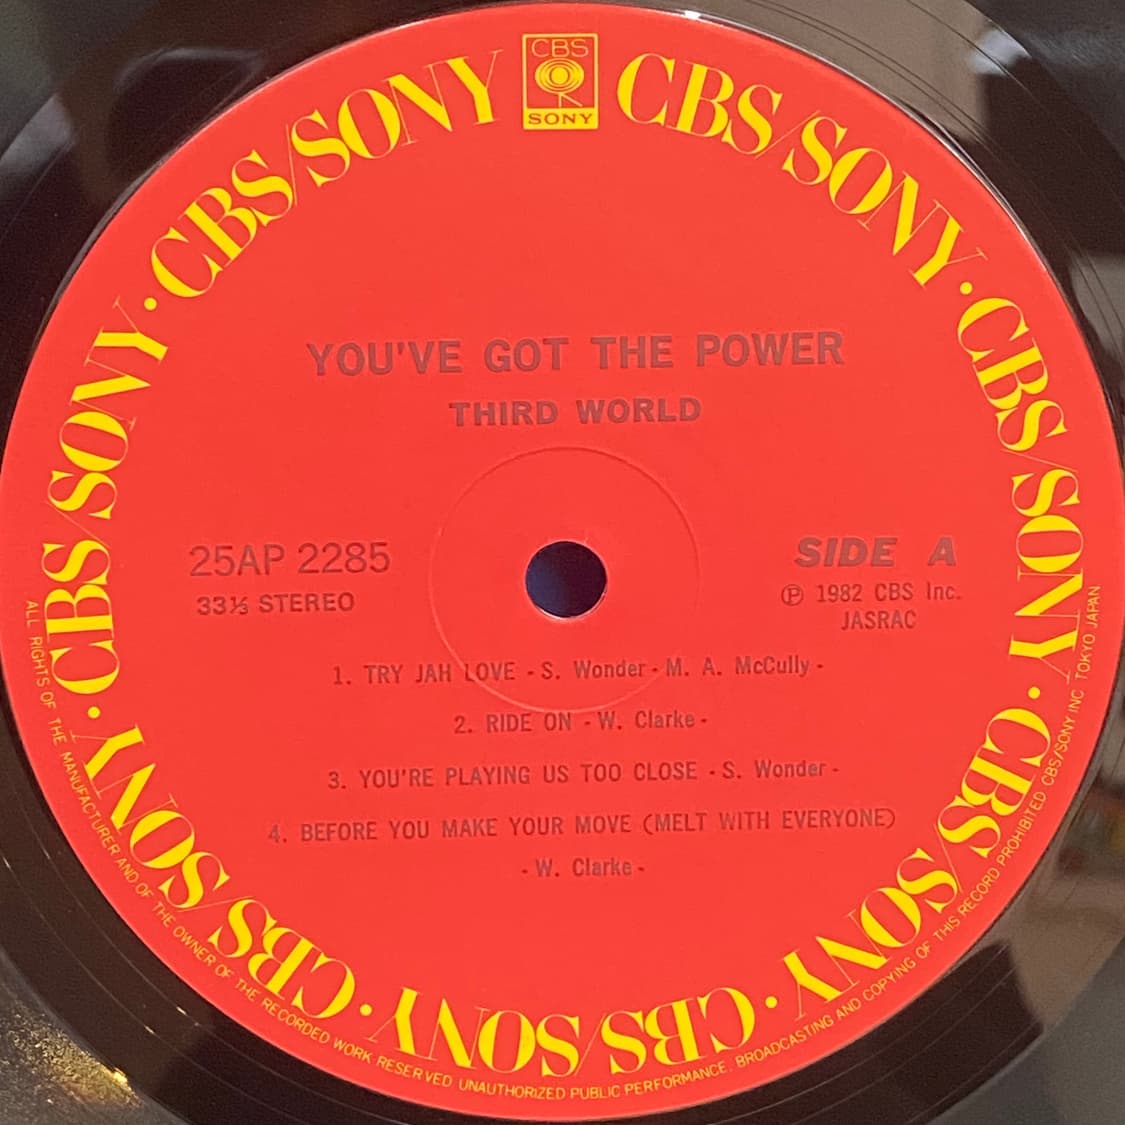 CBS
SONY
CBS/SONY · CBS/SONY · CBS/SONY · CBS/SONY · CBS/SONY · CBS/SONY · CBS/SONY · CBS/SONY
YOU'VE GOT THE POWER
THIRD WORLD
25AP 2285
33⅓ STEREO
SIDE A
Ⓟ 1982 CBS Inc.
JASRAC
1. TRY JAH LOVE - S. Wonder - M. A. McCully -
2. RIDE ON - W. Clarke -
3. YOU'RE PLAYING US TOO CLOSE - S. Wonder -
4. BEFORE YOU MAKE YOUR MOVE (MELT WITH EVERYONE)
- W. Clarke -
ALL RIGHTS OF THE MANUFACTURER AND OF THE OWNER OF THE RECORDED WORK RESERVED UNAUTHORIZED PUBLIC PERFORMANCE. BROADCASTING AND COPYING OF THIS RECORD PROHIBITED CBS/SONY INC TOKYO JAPAN